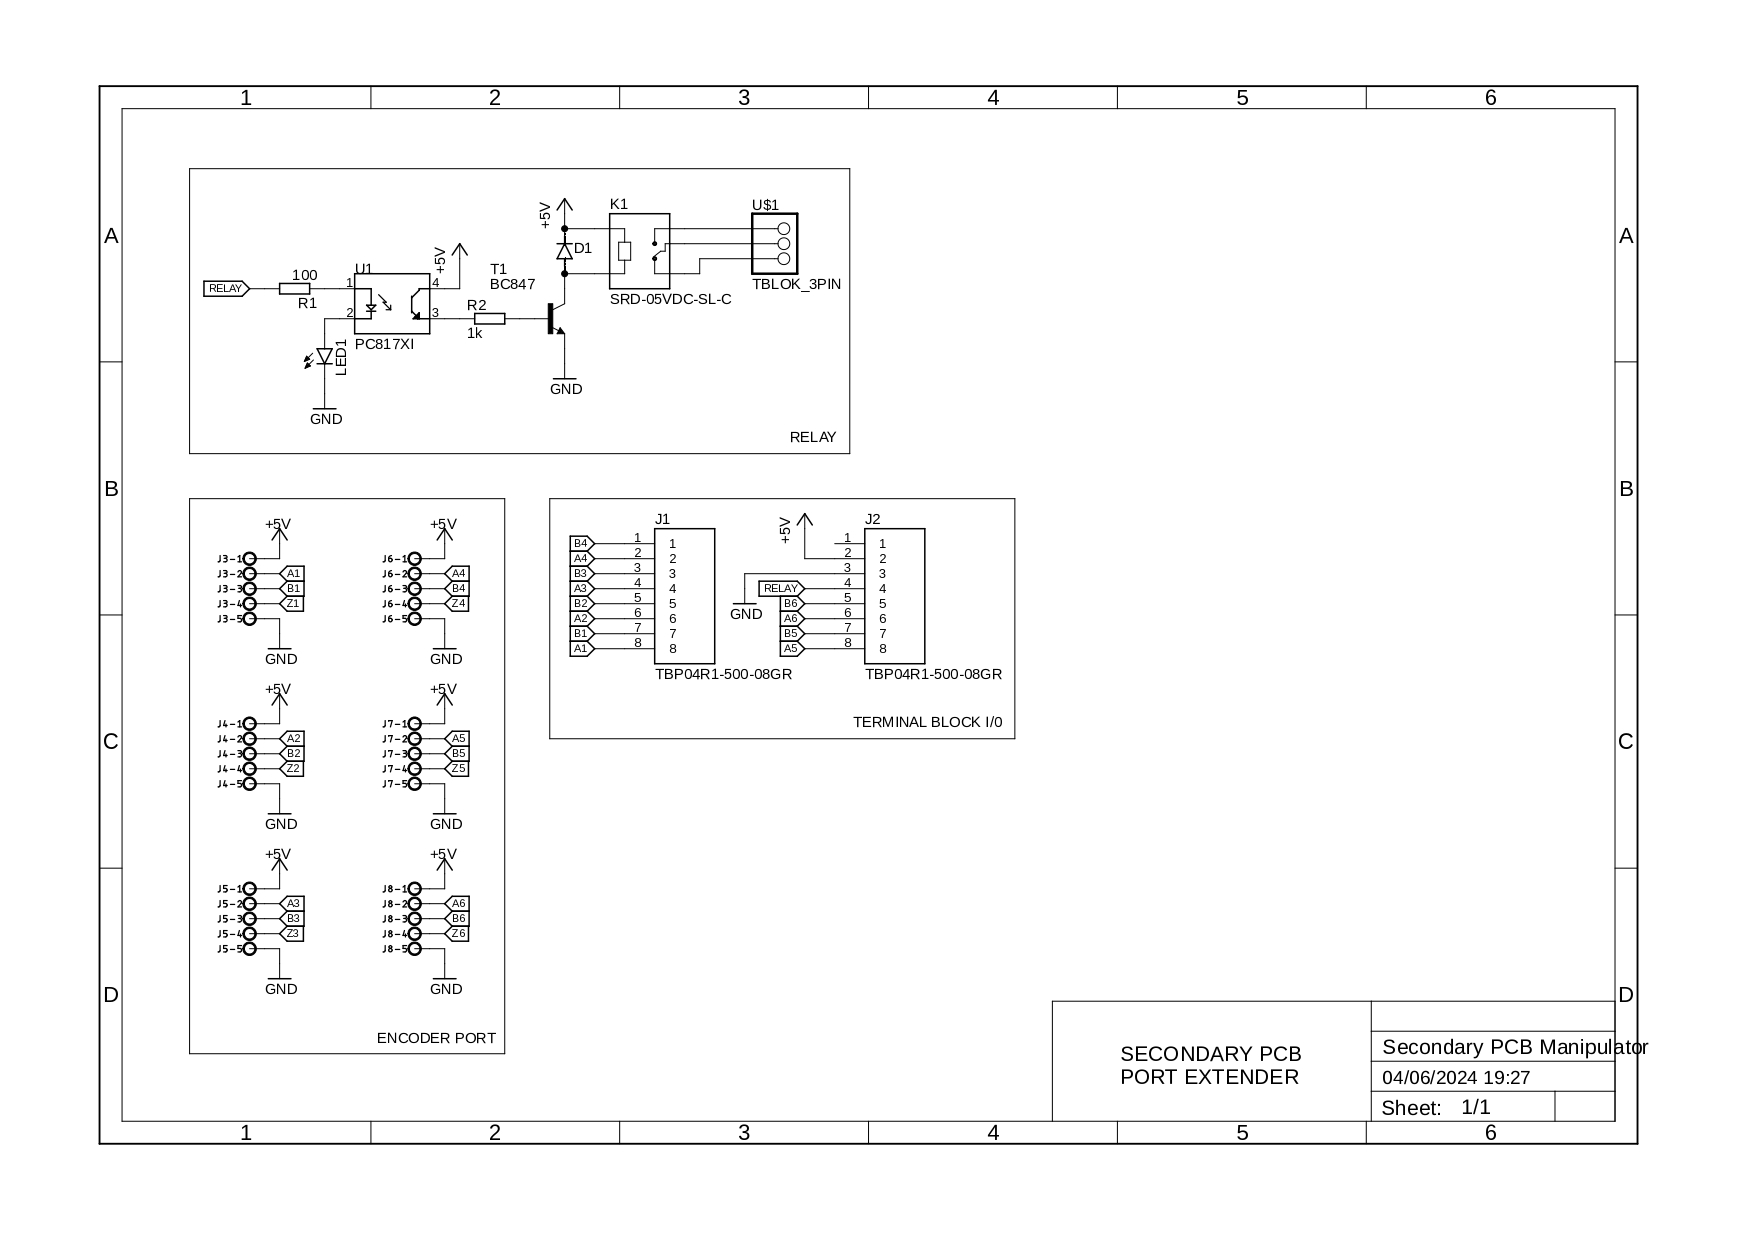 1 2 3 4 5 6
A A
B B
C C
D D
RELAY
100
R1
U1
1
2
4
3
PC817XI
+5V
LED1
GND
R2
1k
T1
BC847
GND
+5V
D1
K1
SRD-05VDC-SL-C
U$1
TBLOK_3PIN
RELAY
+5V
J3-1
J3-2 A1
J3-3 B1
J3-4 Z1
J3-5
GND
+5V
J6-1
J6-2 A4
J6-3 B4
J6-4 Z4
J6-5
GND
+5V
J4-1
J4-2 A2
J4-3 B2
J4-4 Z2
J4-5
GND
+5V
J7-1
J7-2 A5
J7-3 B5
J7-4 Z5
J7-5
GND
+5V
J5-1
J5-2 A3
J5-3 B3
J5-4 Z3
J5-5
GND
+5V
J8-1
J8-2 A6
J8-3 B6
J8-4 Z6
J8-5
GND
ENCODER PORT
J1
B4 1 1
A4 2 2
B3 3 3
A3 4 4
B2 5 5
A2 6 6
B1 7 7
A1 8 8
TBP04R1-500-08GR
+5V
J2
1 1
2 2
3 3
RELAY 4 4
GND
B6 5 5
A6 6 6
B5 7 7
A5 8 8
TBP04R1-500-08GR
TERMINAL BLOCK I/0
SECONDARY PCB
PORT EXTENDER
Secondary PCB Manipulator
04/06/2024 19:27
Sheet: 1/1
1 2 3 4 5 6